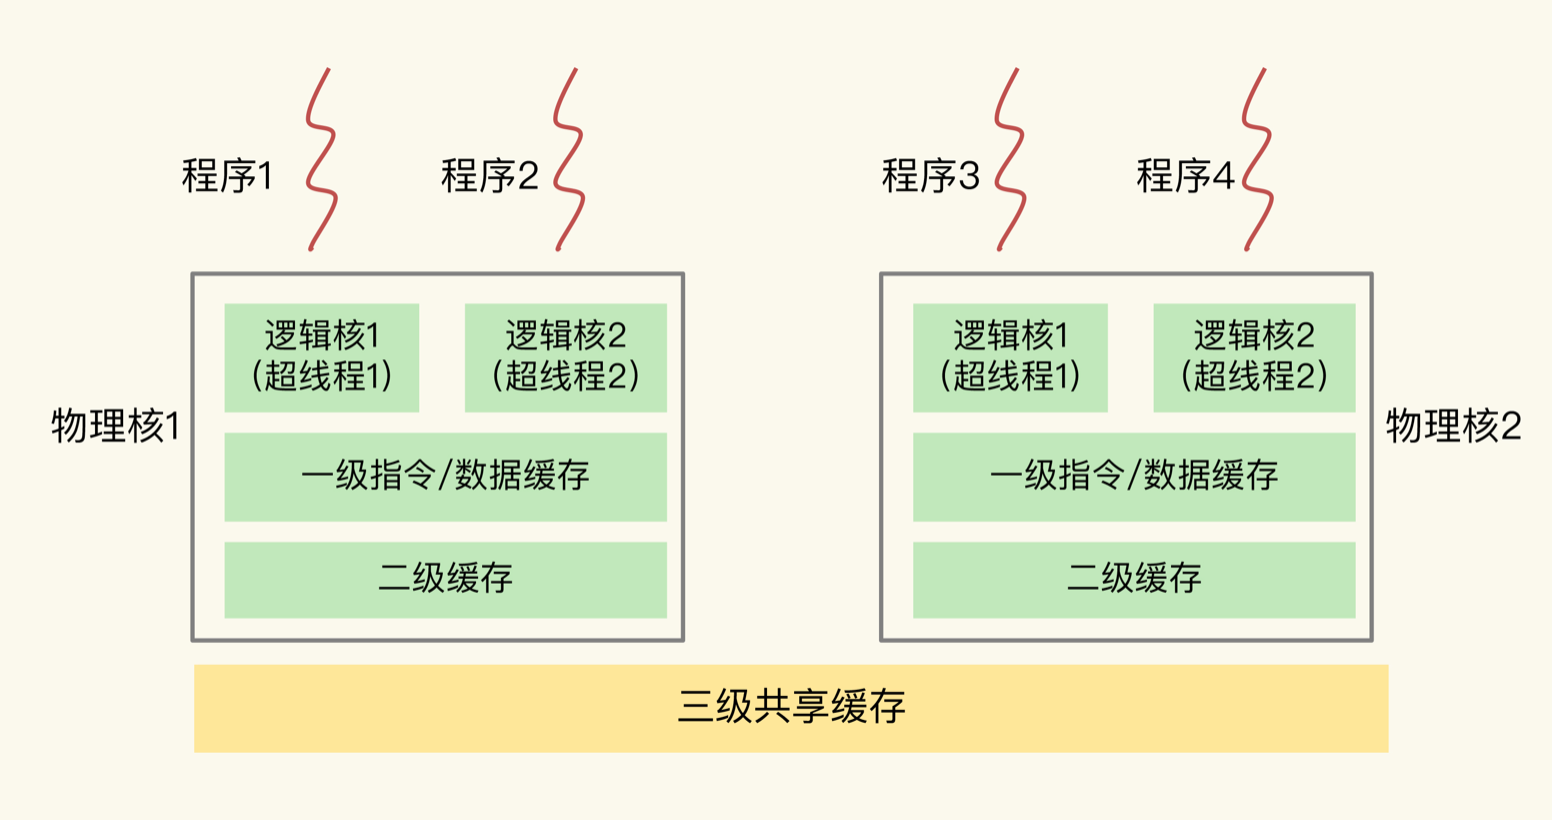 程序1
程序2
程序3
程序4
逻辑核1
(超线程1)
逻辑核2
(超线程2)
逻辑核1
(超线程1)
逻辑核2
(超线程2)
物理核1
物理核2
一级指令/数据缓存
一级指令/数据缓存
二级缓存
二级缓存
三级共享缓存